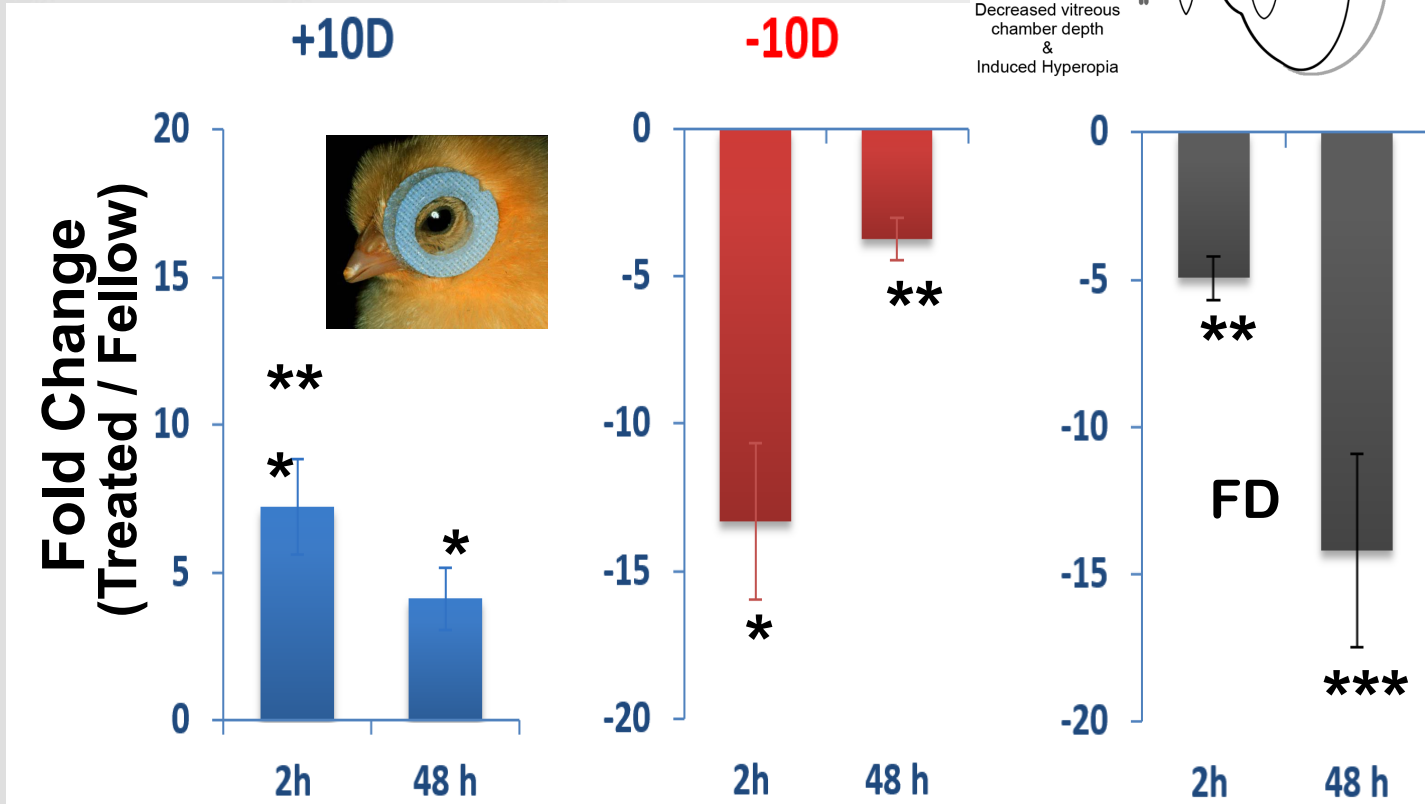 +10D
-10D
Decreased vitreous
chamber depth
&
Induced Hyperopia
Fold Change
(Treated / Fellow)
20
15
10
5
0
**
*
*
2h
48 h
0
-5
-10
-15
-20
**
*
2h
48 h
0
-5
-10
-15
-20
**
FD
***
2h
48 h